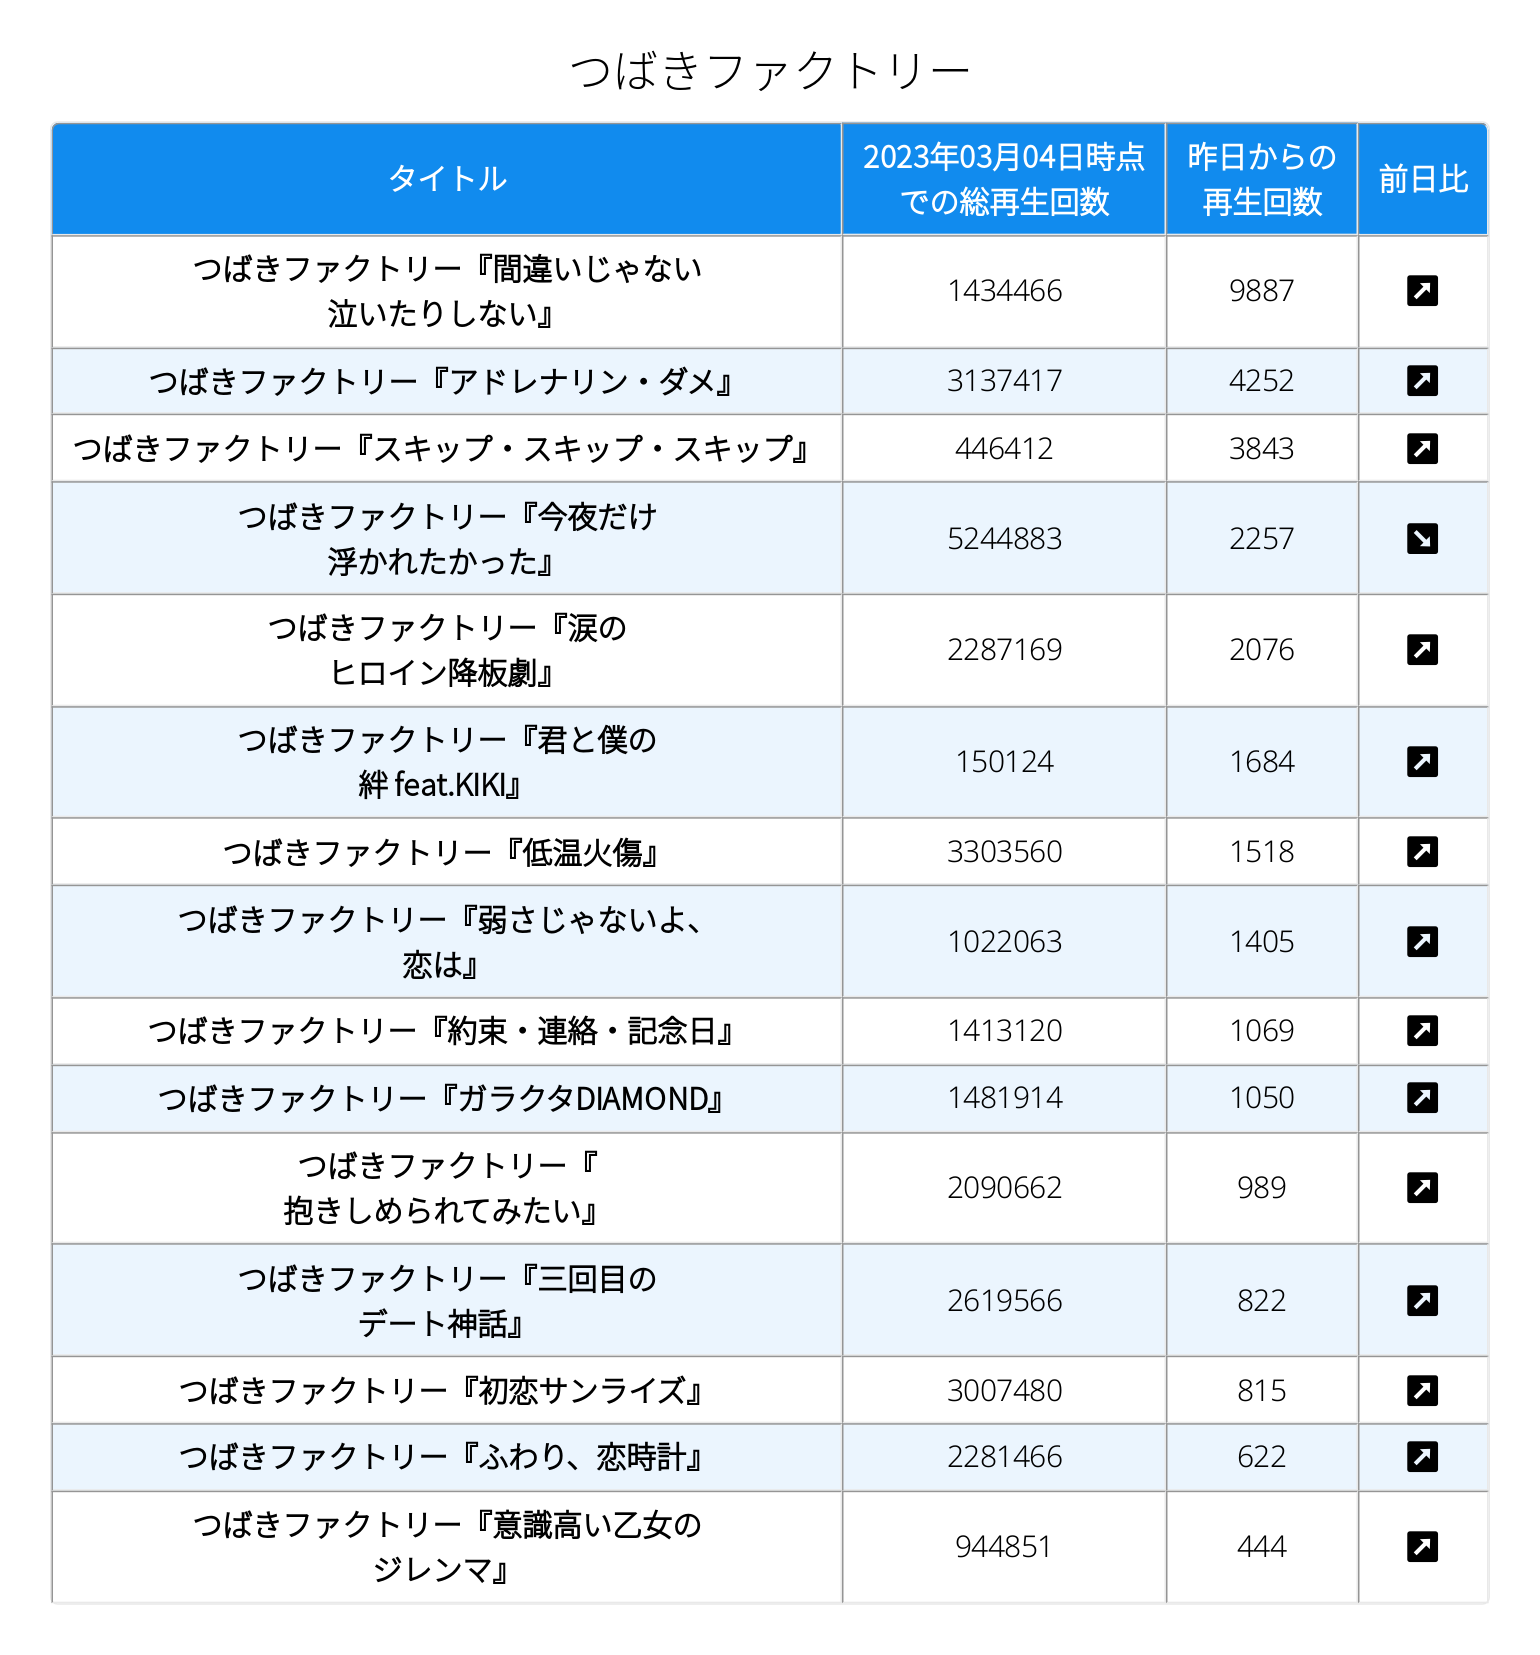 つばきファクトリー
タイトル
2023年03月04日時点
での総再生回数
昨日からの
再生回数
前日比
つばきファクトリー『間違いじゃない
泣いたりしない』
1434466
9887
つばきファクトリー『アドレナリン・ダメ』
3137417
4252
つばきファクトリー『スキップ・スキップ・スキップ』
446412
3843
つばきファクトリー『今夜だけ
浮かれたかった』
5244883
2257
つばきファクトリー『涙の
ヒロイン降板劇』
2287169
2076
つばきファクトリー『君と僕の
絆 feat.KIKI』
150124
1684
つばきファクトリー『低温火傷』
3303560
1518
つばきファクトリー『弱さじゃないよ、
恋は』
1022063
1405
つばきファクトリー『約束・連絡・記念日』
1413120
1069
つばきファクトリー『ガラクタDIAMOND』
1481914
1050
つばきファクトリー『
抱きしめられてみたい』
2090662
989
つばきファクトリー『三回目の
デート神話』
2619566
822
つばきファクトリー『初恋サンライズ』
3007480
815
つばきファクトリー『ふわり、恋時計』
2281466
622
つばきファクトリー『意識高い乙女の
ジレンマ』
944851
444